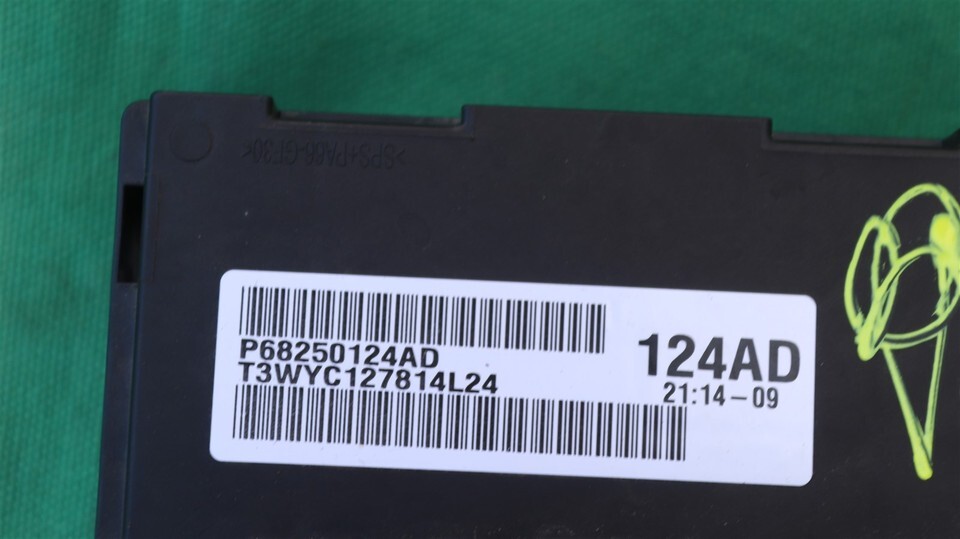 >SPS+PA66-GF30<
P68250124AD
T3WYC127814L24
124AD
21:14-09